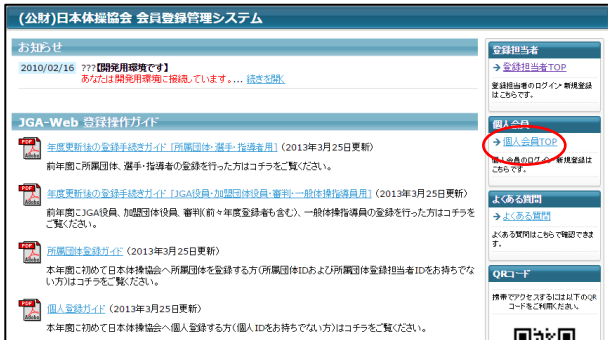 (公財)日本体操協会 会員登録管理システム
お知らせ
2010/02/16 ???【開発用環境です】
あなたは開発用環境に接続しています。... 続きを開く
JGA-Web 登録操作ガイド
年度更新後の登録手続きガイド 「所属団体・選手・指導者用」 (2013年3月25日更新)
前年度に所属団体、選手・指導者の登録を行った方はコチラをご覧ください。
年度更新後の登録手続きガイド 「JGA役員・加盟団体役員・審判・一般体操指導員用」 (2013年3月25日更新)
前年度にJGA役員、加盟団体役員、審判(前々年度登録者も含む)、一般体操指導員の登録を行った方はコチラを
ご覧ください。
所属団体登録ガイド (2013年3月25日更新)
本年度に初めて日本体操協会へ所属団体を登録する方(所属団体IDおよび所属団体登録担当者IDをお持ちでな
い方)はコチラをご覧ください。
個人登録ガイド (2013年3月25日更新)
本年度に初めて日本体操協会へ個人登録する方(個人IDをお持ちでない方)はコチラをご覧ください。
登録担当者
→ 登録担当者TOP
登録担当者のログイン・新規登録
はこちらです。
個人会員
→ 個人会員TOP
個人会員のログイン・新規登録は
こちらです。
よくある質問
→ よくある質問
よくある質問はこちらで確認できま
す。
QRコード
携帯でアクセスするには以下のQR
コードをご利用ください。